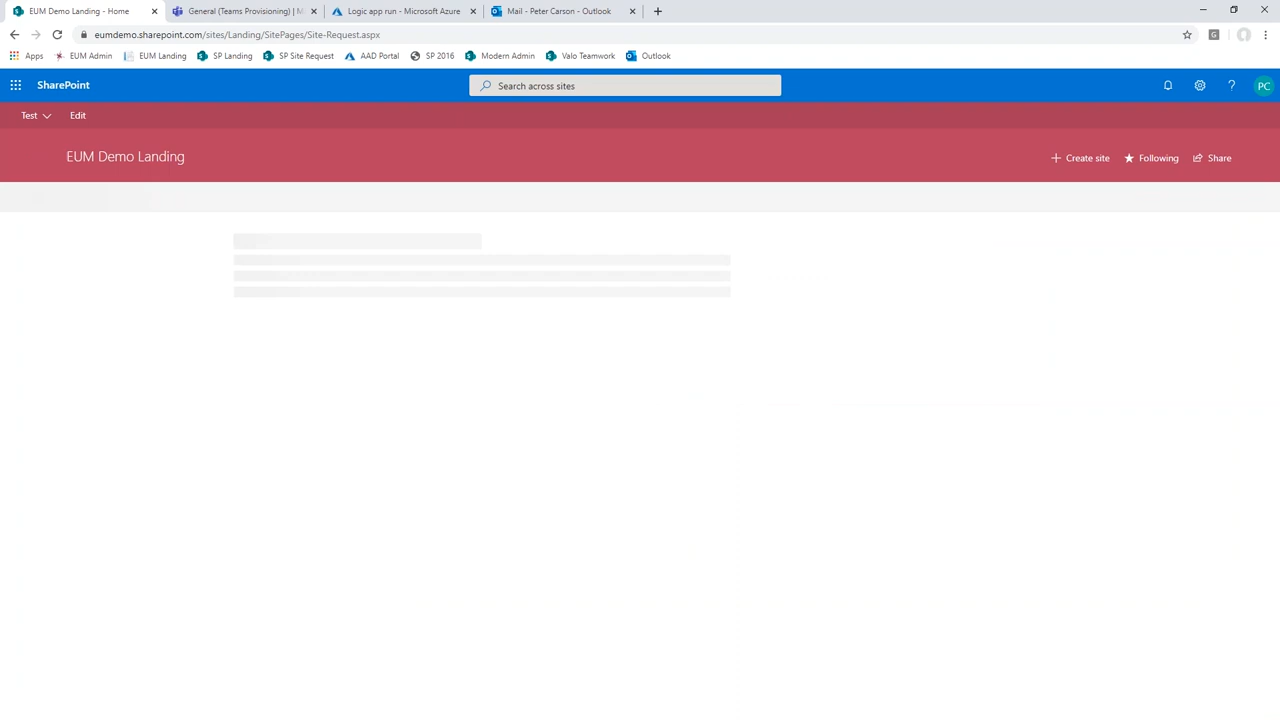 EUM Demo Landing - Home
General (Teams Provisioning) | M
Logic app run - Microsoft Azure
Mail - Peter Carson - Outlook
eumdemo.sharepoint.com/sites/Landing/SitePages/Site-Request.aspx
Apps
EUM Admin
EUM Landing
SP Landing
SP Site Request
AAD Portal
SP 2016
Modern Admin
Valo Teamwork
Outlook
SharePoint
Search across sites
PC
Test
Edit
EUM Demo Landing
Create site
Following
Share